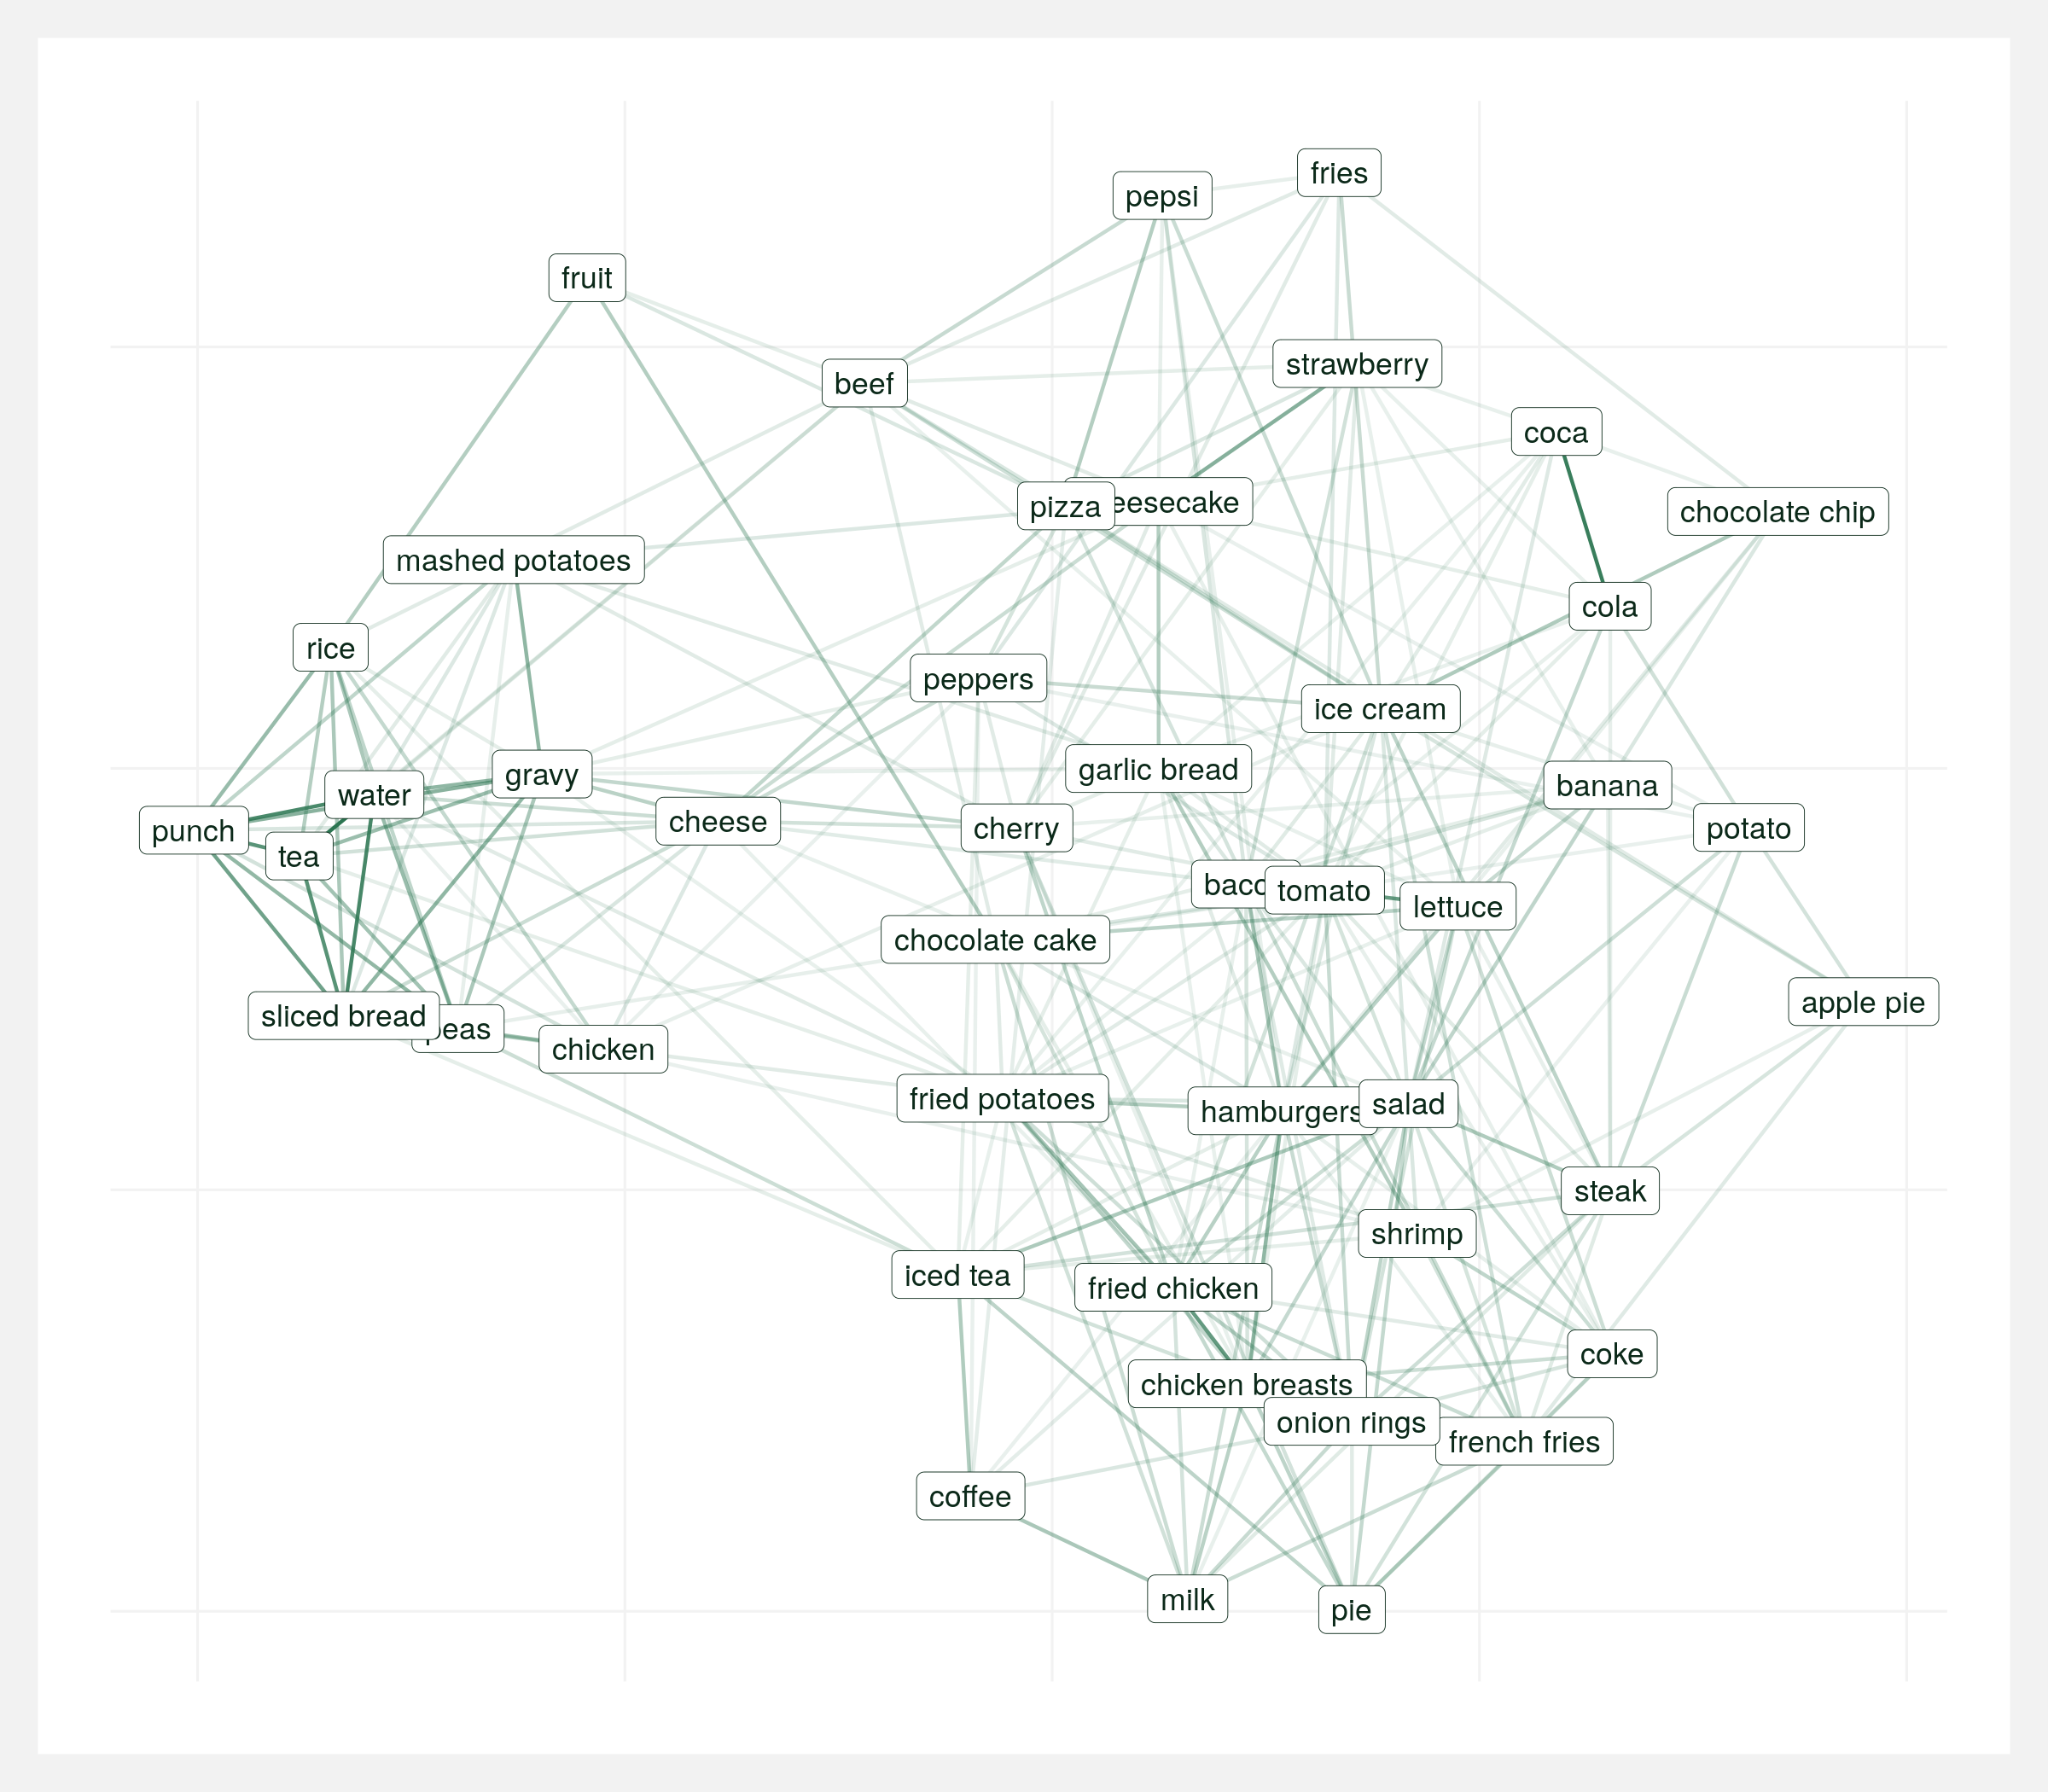 fries
pepsi
fruit
strawberry
beef
coca
pizza
eesecake
chocolate chip
mashed potatoes
cola
rice
peppers
ice cream
garlic bread
gravy
banana
water
cheese
cherry
potato
punch
tea
baco
tomato
lettuce
chocolate cake
apple pie
sliced bread
eas
chicken
fried potatoes
hamburgers
salad
steak
shrimp
iced tea
fried chicken
coke
chicken breasts
onion rings
french fries
coffee
milk
pie